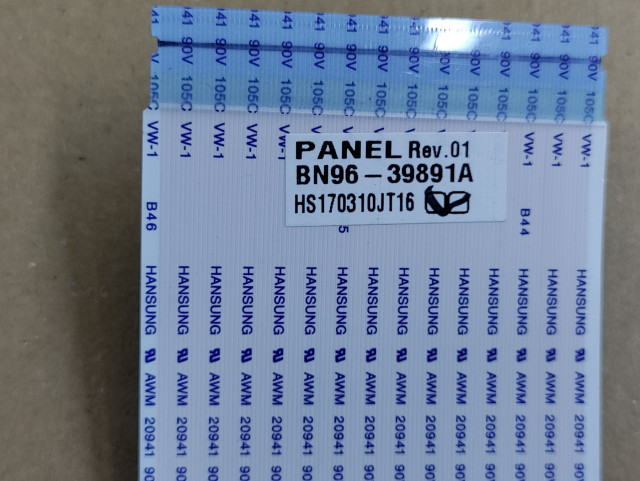 PANEL Rev.01
BN96-39891A
HS170310JT16
B46
B44
HANSUNG AWM 20941 90V 105C VW-1